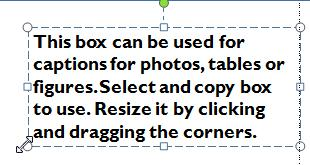 This box can be used for
captions for photos, tables or
figures. Select and copy box
to use. Resize it by clicking
and dragging the corners.